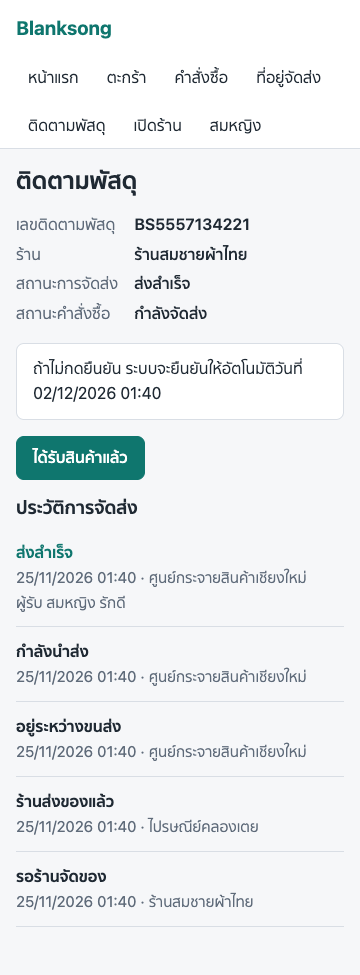 Blanksong
หน้าแรก ตะกร้า คำสั่งซื้อ ที่อยู่จัดส่ง
ติดตามพัสดุ เปิดร้าน สมหญิง
ติดตามพัสดุ
เลขติดตามพัสดุ BS5557134221
ร้าน ร้านสมชายผ้าไทย
สถานะการจัดส่ง ส่งสำเร็จ
สถานะคำสั่งซื้อ กำลังจัดส่ง
ถ้าไม่กดยืนยัน ระบบจะยืนยันให้อัตโนมัติวันที่
02/12/2026 01:40
ได้รับสินค้าแล้ว
ประวัติการจัดส่ง
ส่งสำเร็จ
25/11/2026 01:40 · ศูนย์กระจายสินค้าเชียงใหม่
ผู้รับ สมหญิง รักดี
กำลังนำส่ง
25/11/2026 01:40 · ศูนย์กระจายสินค้าเชียงใหม่
อยู่ระหว่างขนส่ง
25/11/2026 01:40 · ศูนย์กระจายสินค้าเชียงใหม่
ร้านส่งของแล้ว
25/11/2026 01:40 · ไปรษณีย์คลองเตย
รอร้านจัดของ
25/11/2026 01:40 · ร้านสมชายผ้าไทย